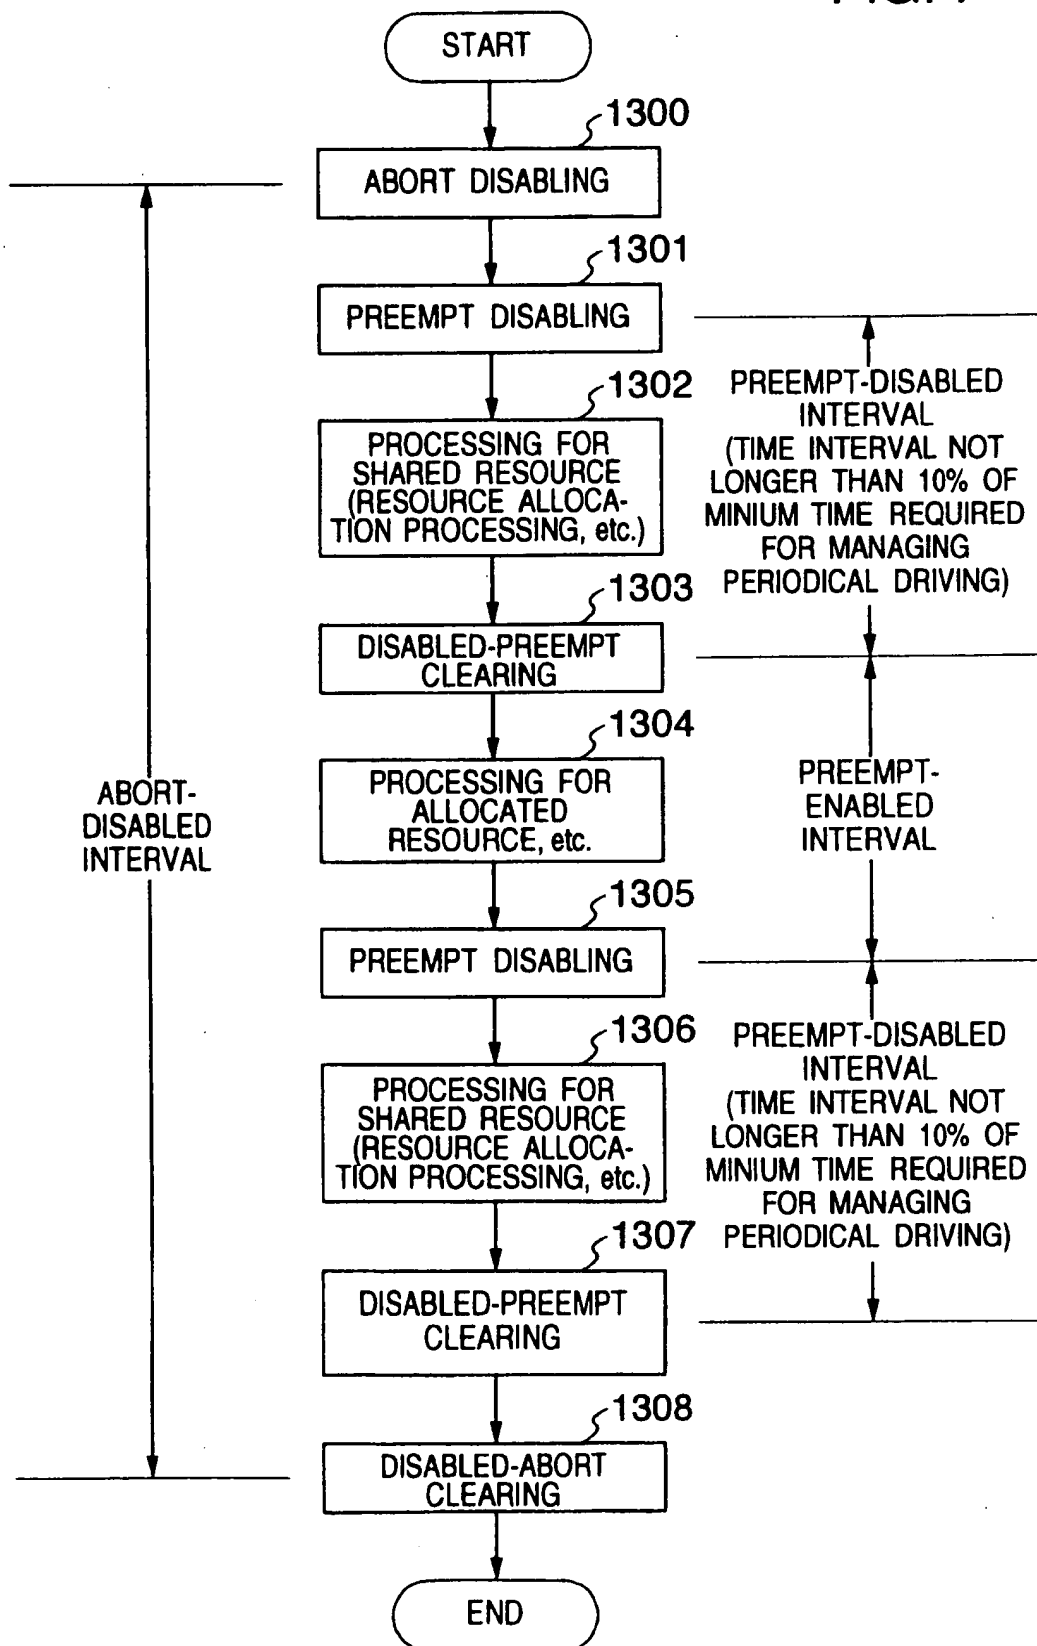 START
1300
ABORT DISABLING
1301
PREEMPT DISABLING
1302
PROCESSING FOR
SHARED RESOURCE
(RESOURCE ALLOCA-
TION PROCESSING, etc.)
1303
DISABLED-PREEMPT
CLEARING
1304
PROCESSING FOR
ALLOCATED
RESOURCE, etc.
1305
PREEMPT DISABLING
1306
PROCESSING FOR
SHARED RESOURCE
(RESOURCE ALLOCA-
TION PROCESSING, etc.)
1307
DISABLED-PREEMPT
CLEARING
1308
DISABLED-ABORT
CLEARING
END
ABORT-
DISABLED
INTERVAL
PREEMPT-DISABLED
INTERVAL
(TIME INTERVAL NOT
LONGER THAN 10% OF
MINIUM TIME REQUIRED
FOR MANAGING
PERIODICAL DRIVING)
PREEMPT-
ENABLED
INTERVAL
PREEMPT-DISABLED
INTERVAL
(TIME INTERVAL NOT
LONGER THAN 10% OF
MINIUM TIME REQUIRED
FOR MANAGING
PERIODICAL DRIVING)